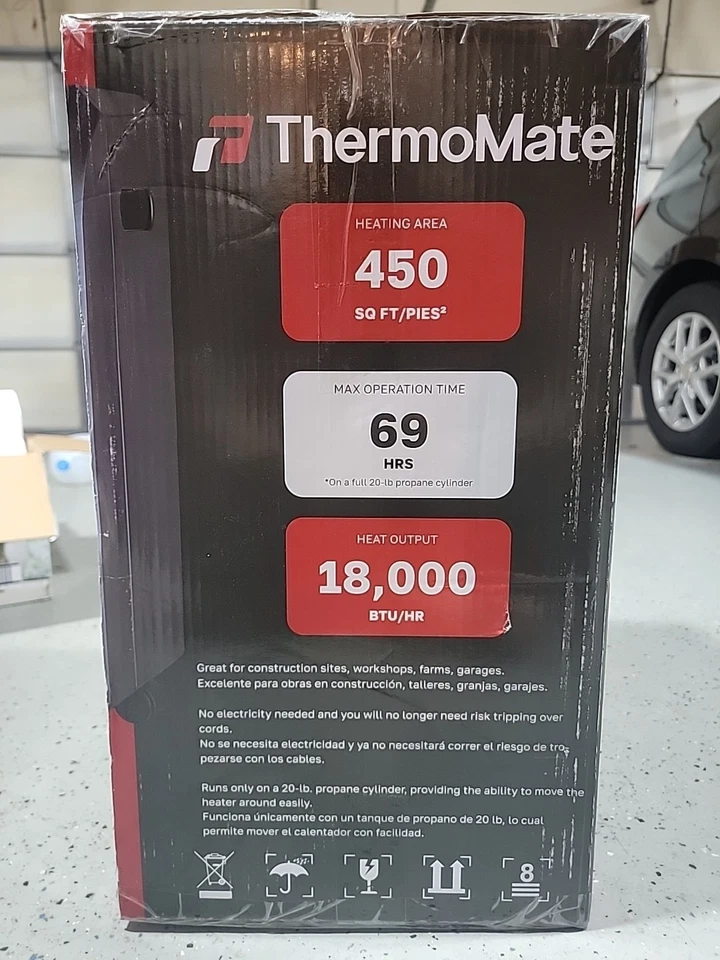 ThermoMate
HEATING AREA
450
SQ FT/PIES²
MAX OPERATION TIME
69
HRS
*On a full 20-lb propane cylinder
HEAT OUTPUT
18,000
BTU/HR
Great for construction sites, workshops, farms, garages.
Excelente para obras en construcción, talleres, granjas, garajes.
No electricity needed and you will no longer need risk tripping over
cords.
No se necesita electricidad y ya no necesitará correr el riesgo de tro-
pezarse con los cables.
Runs only on a 20-lb. propane cylinder, providing the ability to move the
heater around easily.
Funciona únicamente con un tanque de propano de 20 lb, lo cual
permite mover el calentador con facilidad.
8